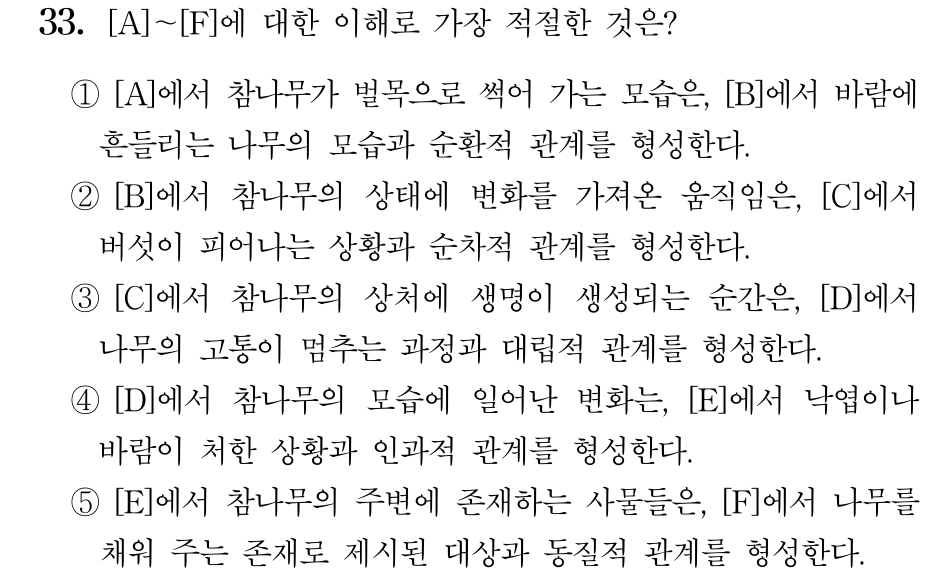 33. [A]~[F]에 대한 이해로 가장 적절한 것은?
① [A]에서 참나무가 벌목으로 썩어 가는 모습은, [B]에서 바람에
흔들리는 나무의 모습과 순환적 관계를 형성한다.
② [B]에서 참나무의 상태에 변화를 가져온 움직임은, [C]에서
버섯이 피어나는 상황과 순차적 관계를 형성한다.
③ [C]에서 참나무의 상처에 생명이 생성되는 순간은, [D]에서
나무의 고통이 멈추는 과정과 대립적 관계를 형성한다.
④ [D]에서 참나무의 모습에 일어난 변화는, [E]에서 낙엽이나
바람이 처한 상황과 인과적 관계를 형성한다.
⑤ [E]에서 참나무의 주변에 존재하는 사물들은, [F]에서 나무를
채워 주는 존재로 제시된 대상과 동질적 관계를 형성한다.